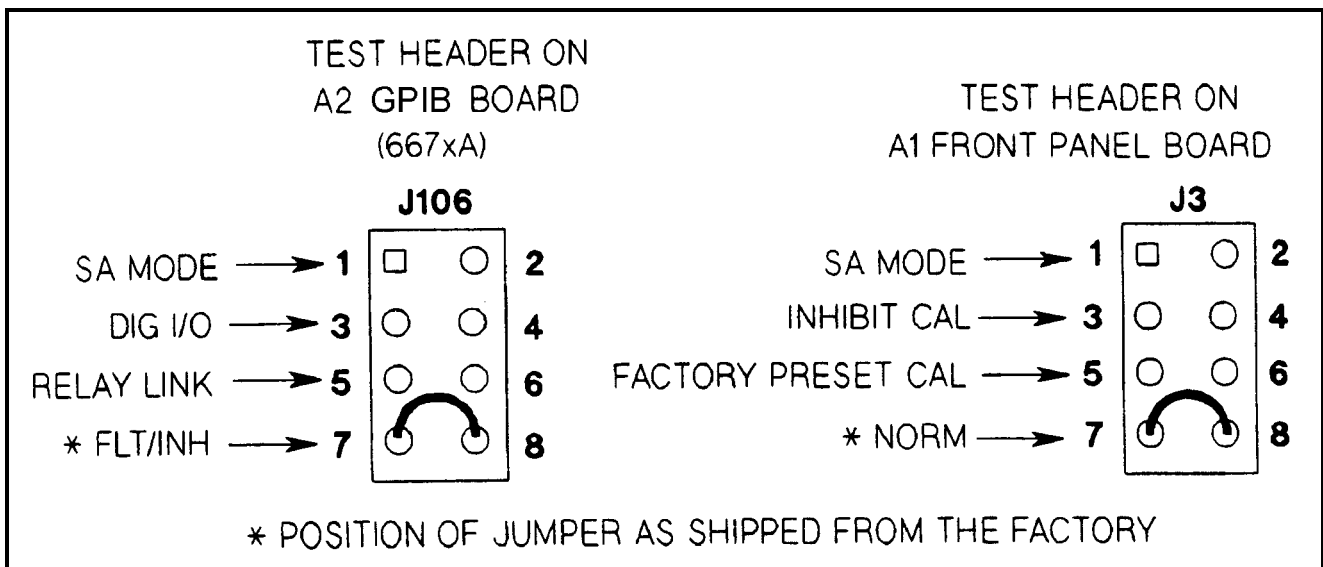 TEST HEADER ON
A2 GPIB BOARD
(667xA)
J106
SA MODE 1 2
DIG I/O 3 4
RELAY LINK 5 6
* FLT/INH 7 8
TEST HEADER ON
A1 FRONT PANEL BOARD
J3
SA MODE 1 2
INHIBIT CAL 3 4
FACTORY PRESET CAL 5 6
* NORM 7 8
* POSITION OF JUMPER AS SHIPPED FROM THE FACTORY